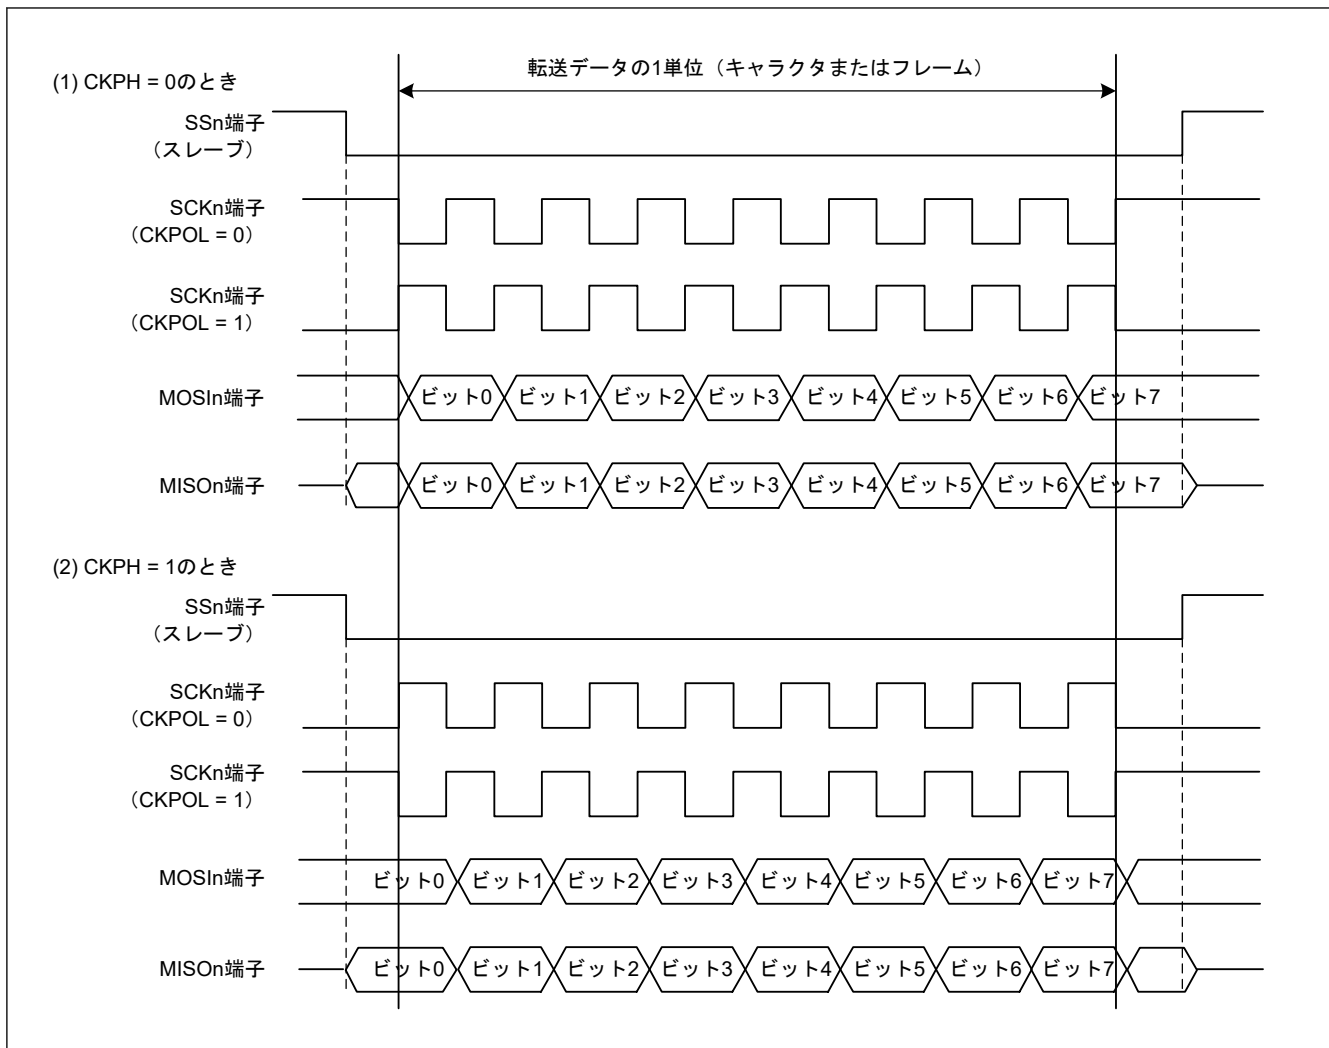 転送データの1単位（キャラクタまたはフレーム）
(1) CKPH = 0のとき
SSn端子
（スレーブ）
SCKn端子
（CKPOL = 0）
SCKn端子
（CKPOL = 1）
MOSIn端子 ビット0 ビット1 ビット2 ビット3 ビット4 ビット5 ビット6 ビット7
MISOn端子 ビット0 ビット1 ビット2 ビット3 ビット4 ビット5 ビット6 ビット7
(2) CKPH = 1のとき
SSn端子
（スレーブ）
SCKn端子
（CKPOL = 0）
SCKn端子
（CKPOL = 1）
MOSIn端子 ビット0 ビット1 ビット2 ビット3 ビット4 ビット5 ビット6 ビット7
MISOn端子 ビット0 ビット1 ビット2 ビット3 ビット4 ビット5 ビット6 ビット7